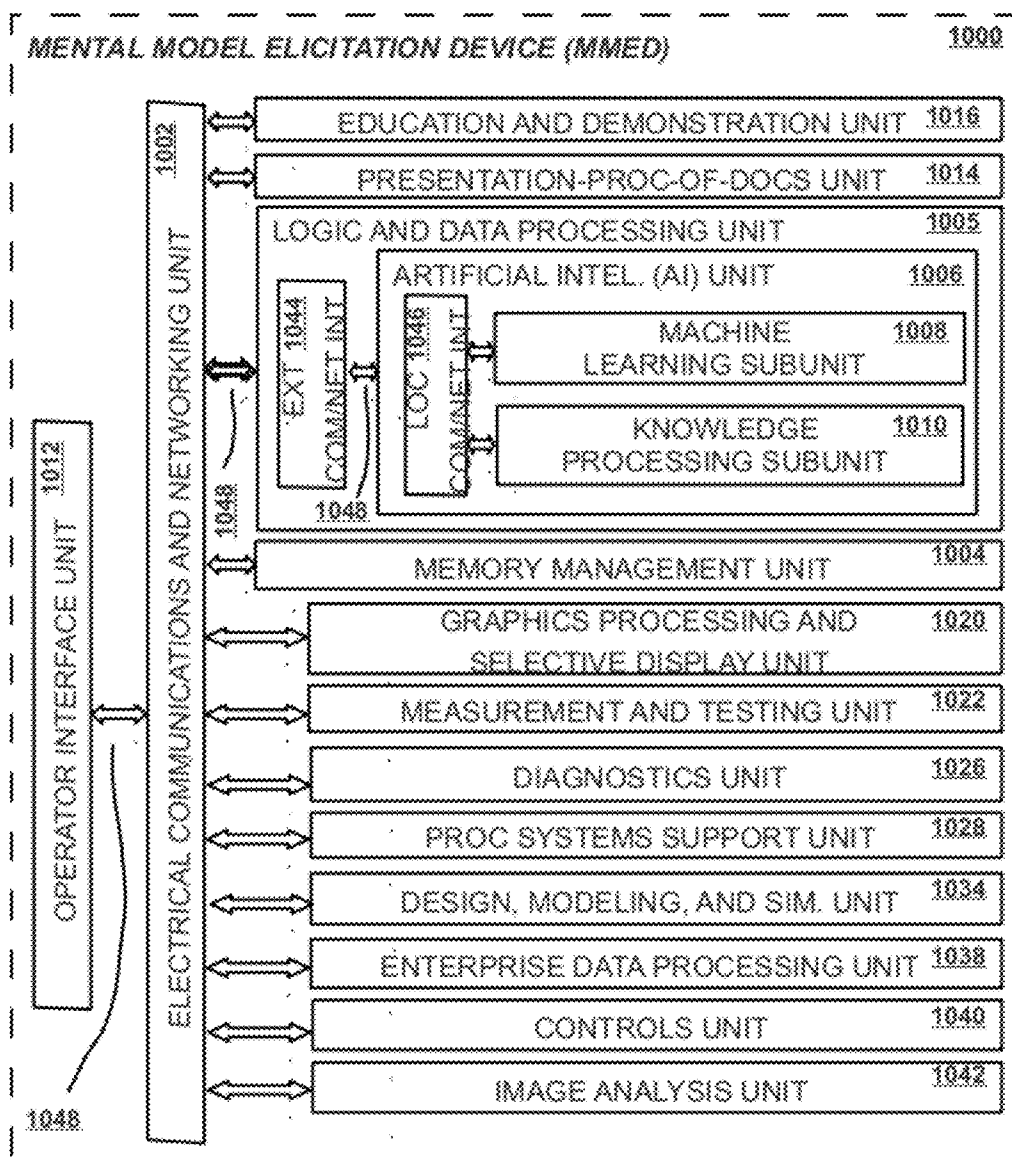 MENTAL MODEL ELICITATION DEVICE (MMED) 1000
OPERATOR INTERFACE UNIT 1012
ELECTRICAL COMMUNICATIONS AND NETWORKING UNIT 1002
EDUCATION AND DEMONSTRATION UNIT 1016
PRESENTATION-PROC-OF-DOCS UNIT 1014
LOGIC AND DATA PROCESSING UNIT 1005
EXT 1044
COM/NET INT
ARTIFICIAL INTEL. (AI) UNIT 1006
LOC 1046
COM/NET INT
MACHINE 1008
LEARNING SUBUNIT
KNOWLEDGE 1010
PROCESSING SUBUNIT
1048
1048
MEMORY MANAGEMENT UNIT 1004
GRAPHICS PROCESSING AND 1020
SELECTIVE DISPLAY UNIT
MEASUREMENT AND TESTING UNIT 1022
DIAGNOSTICS UNIT 1026
PROC SYSTEMS SUPPORT UNIT 1028
DESIGN, MODELING, AND SIM. UNIT 1034
ENTERPRISE DATA PROCESSING UNIT 1038
CONTROLS UNIT 1040
IMAGE ANALYSIS UNIT 1042
1048